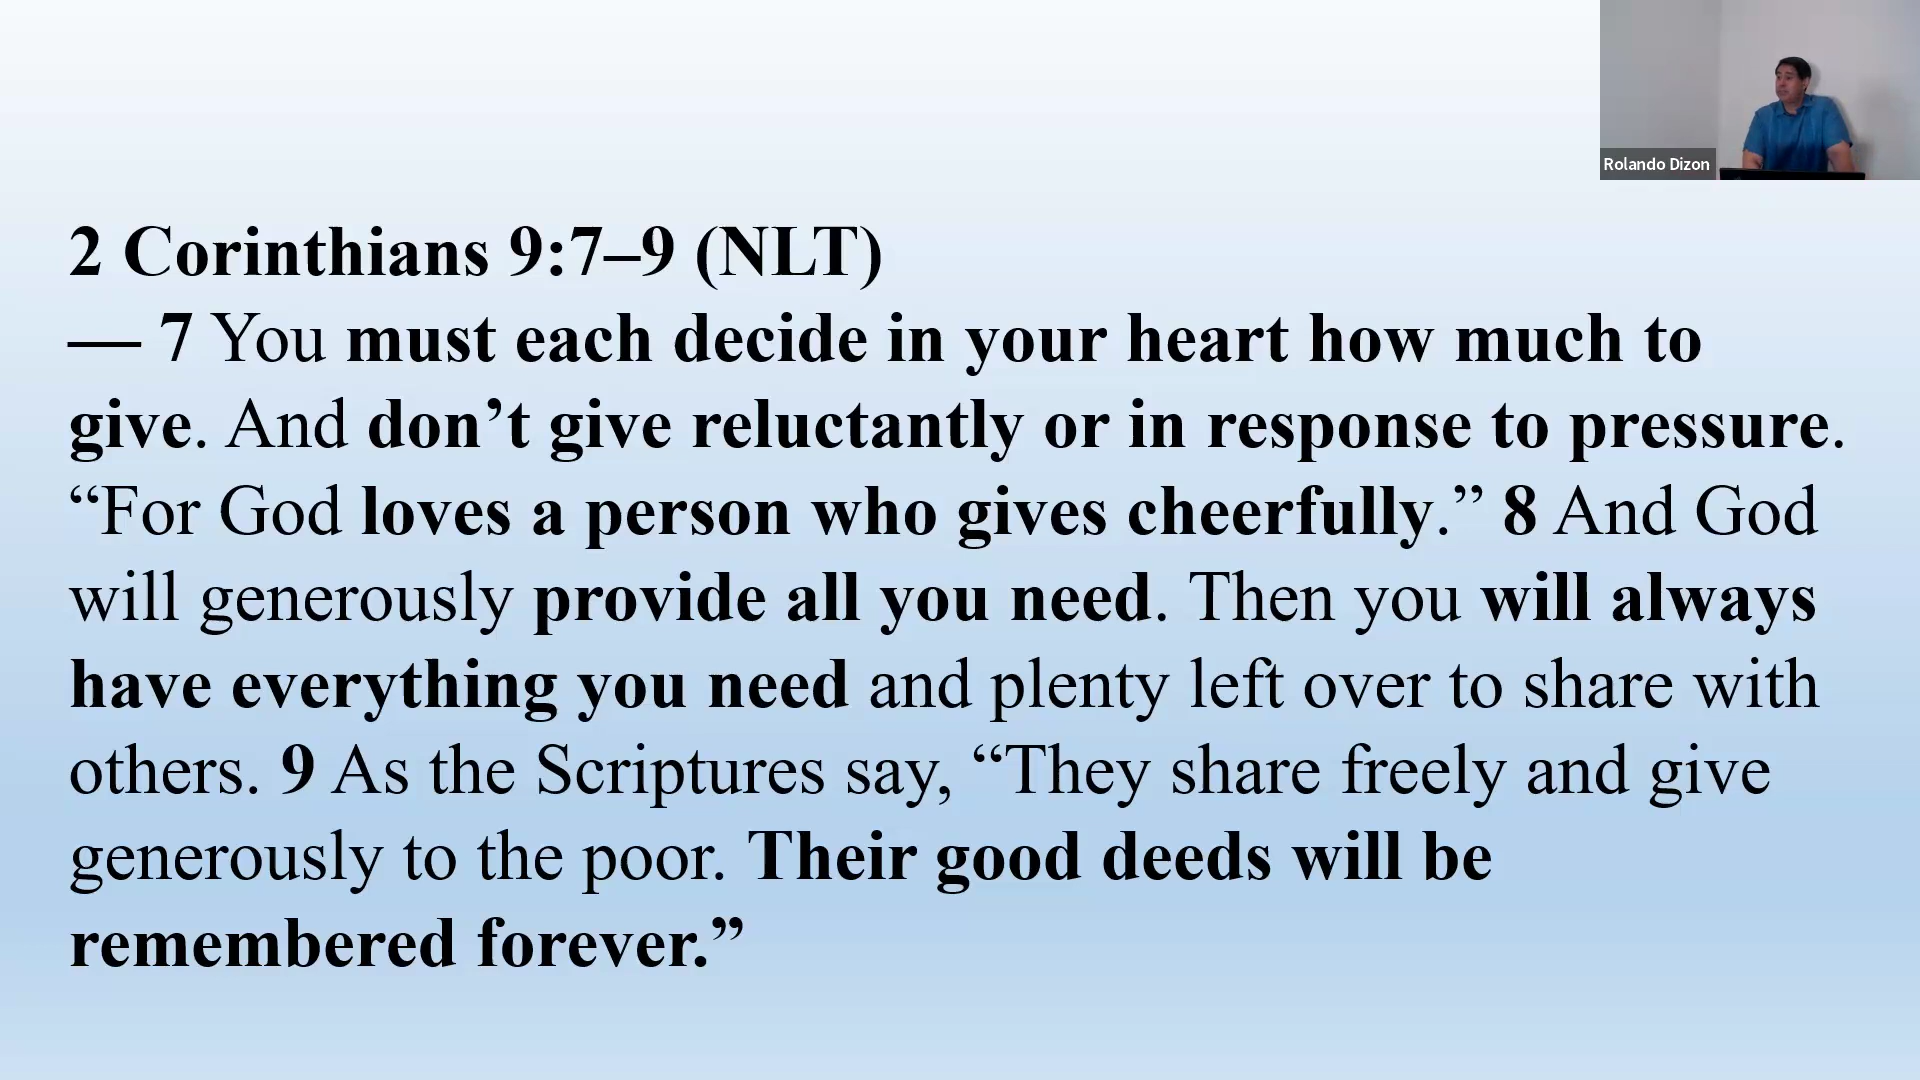 Rolando Dizon
2 Corinthians 9:7–9 (NLT)
— 7 You must each decide in your heart how much to
give. And don’t give reluctantly or in response to pressure.
“For God loves a person who gives cheerfully.” 8 And God
will generously provide all you need. Then you will always
have everything you need and plenty left over to share with
others. 9 As the Scriptures say, “They share freely and give
generously to the poor. Their good deeds will be
remembered forever.”